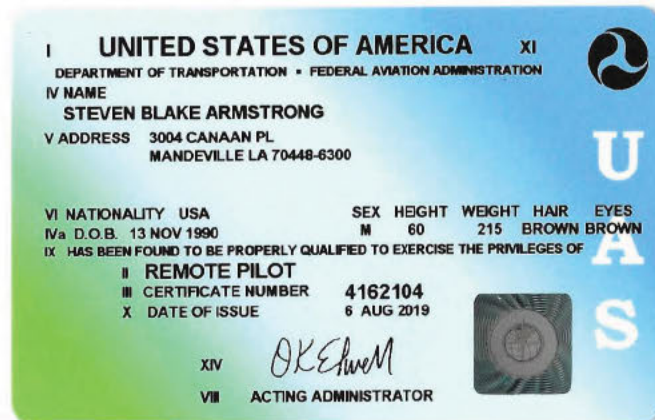 I UNITED STATES OF AMERICA XI
DEPARTMENT OF TRANSPORTATION • FEDERAL AVIATION ADMINISTRATION
IV NAME
STEVEN BLAKE ARMSTRONG
V ADDRESS 3004 CANAAN PL
MANDEVILLE LA 70448-6300
VI NATIONALITY USA SEX HEIGHT WEIGHT HAIR EYES
IVa D.O.B. 13 NOV 1990 M 60 215 BROWN BROWN
IX HAS BEEN FOUND TO BE PROPERLY QUALIFIED TO EXERCISE THE PRIVILEGES OF
II REMOTE PILOT
III CERTIFICATE NUMBER 4162104
X DATE OF ISSUE 6 AUG 2019
XIV
VIII ACTING ADMINISTRATOR
UAS